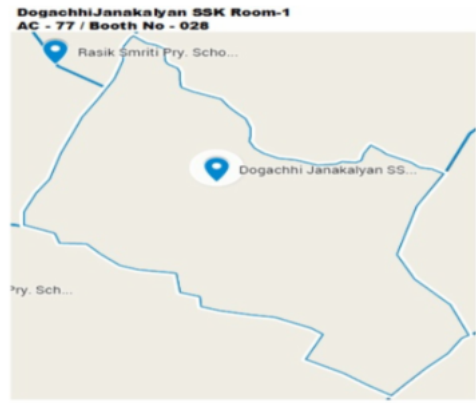 DogachhiJanakalyan SSK Room-1
AC - 77 / Booth No - 028
Rasik Smriti Pry. Scho...
Dogachhi Janakalyan SS...
Pry. Sch...